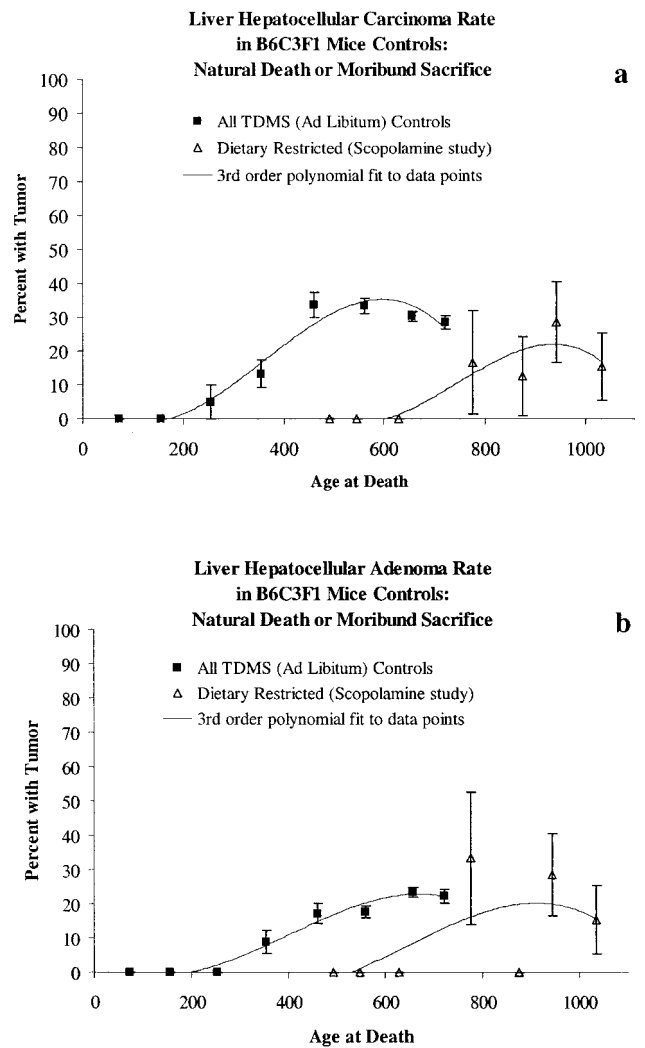 Liver Hepatocellular Carcinoma Rate
in B6C3F1 Mice Controls:
Natural Death or Moribund Sacrifice
a
All TDMS (Ad Libitum) Controls
Dietary Restricted (Scopolamine study)
3rd order polynomial fit to data points
Percent with Tumor
100
90
80
70
60
50
40
30
20
10
0
0 200 400 600 800 1000
Age at Death
Liver Hepatocellular Adenoma Rate
in B6C3F1 Mice Controls:
Natural Death or Moribund Sacrifice
b
All TDMS (Ad Libitum) Controls
Dietary Restricted (Scopolamine study)
3rd order polynomial fit to data points
Percent with Tumor
100
90
80
70
60
50
40
30
20
10
0
0 200 400 600 800 1000
Age at Death